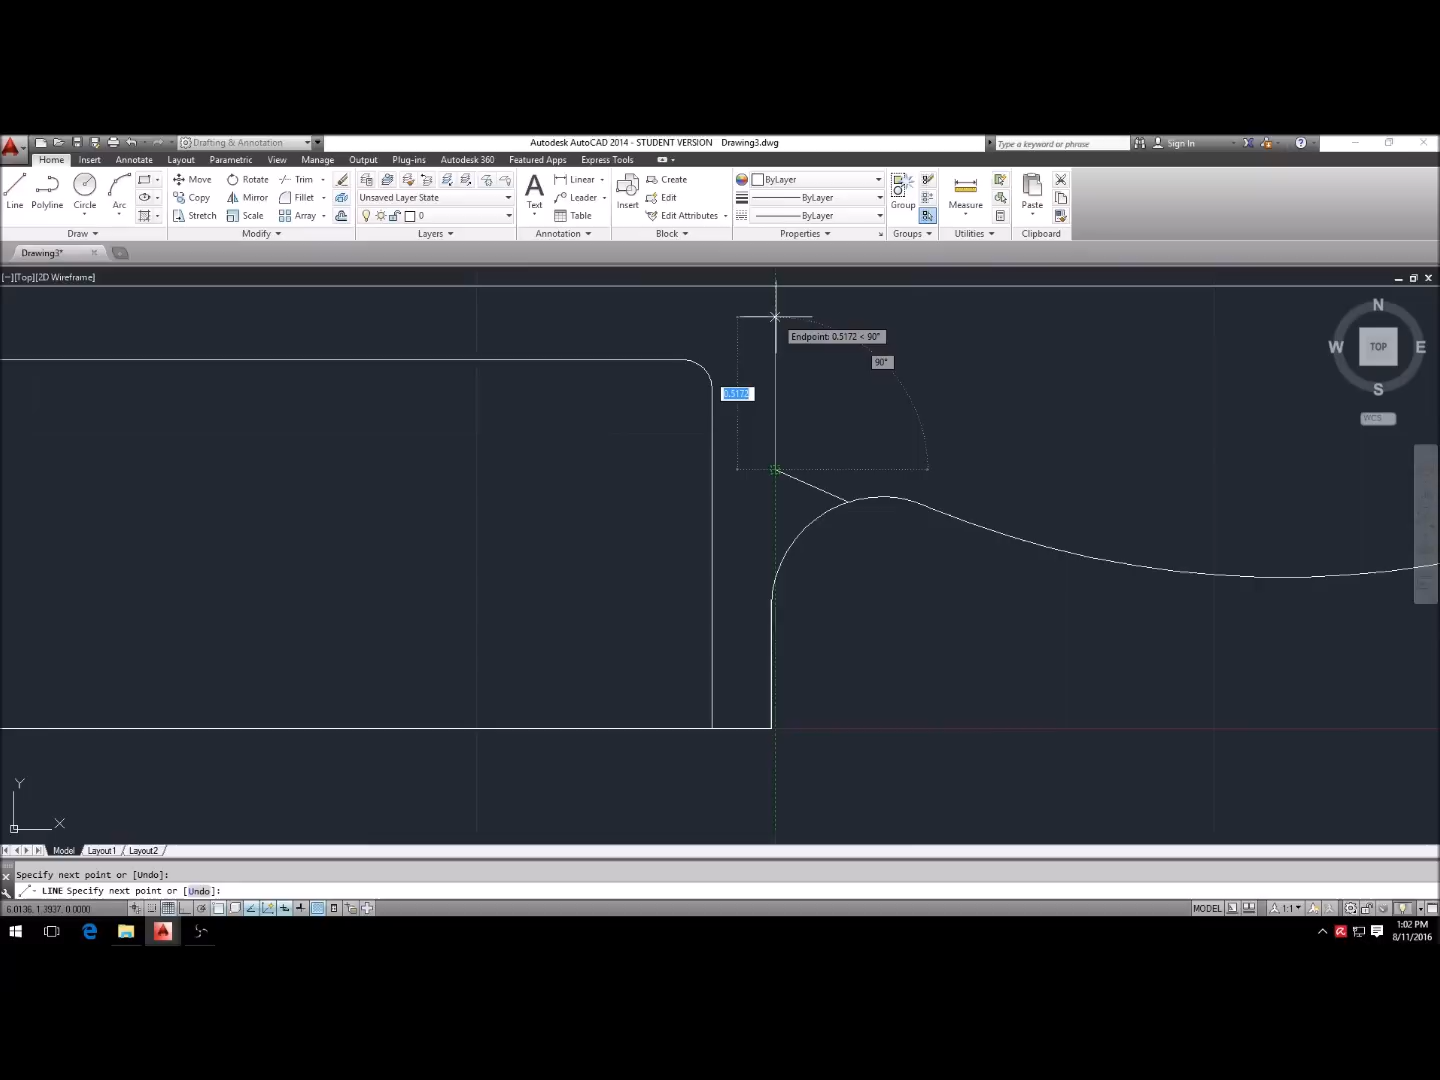 Drafting & Annotation
Autodesk AutoCAD 2014 - STUDENT VERSION Drawing3.dwg
Type a keyword or phrase
Sign In
Home Insert Annotate Layout Parametric View Manage Output Plug-ins Autodesk 360 Featured Apps Express Tools
Line Polyline Circle Arc
Move Rotate Trim
Copy Mirror Fillet
Stretch Scale Array
Unsaved Layer State
0
Text
Linear
Leader
Table
Insert
Create
Edit
Edit Attributes
ByLayer
ByLayer
ByLayer
Group
Measure
Paste
Draw Modify Layers Annotation Block Properties Groups Utilities Clipboard
Drawing3*
[−][Top][2D Wireframe]
N
W TOP E
S
WCS
Endpoint: 0.5172 < 90°
90°
0.5172
Y
X
Model Layout1 Layout2
Specify next point or [Undo]:
LINE Specify next point or [Undo]:
6.0136, 1.3937, 0.0000
MODEL
1:1
1:02 PM
8/11/2016